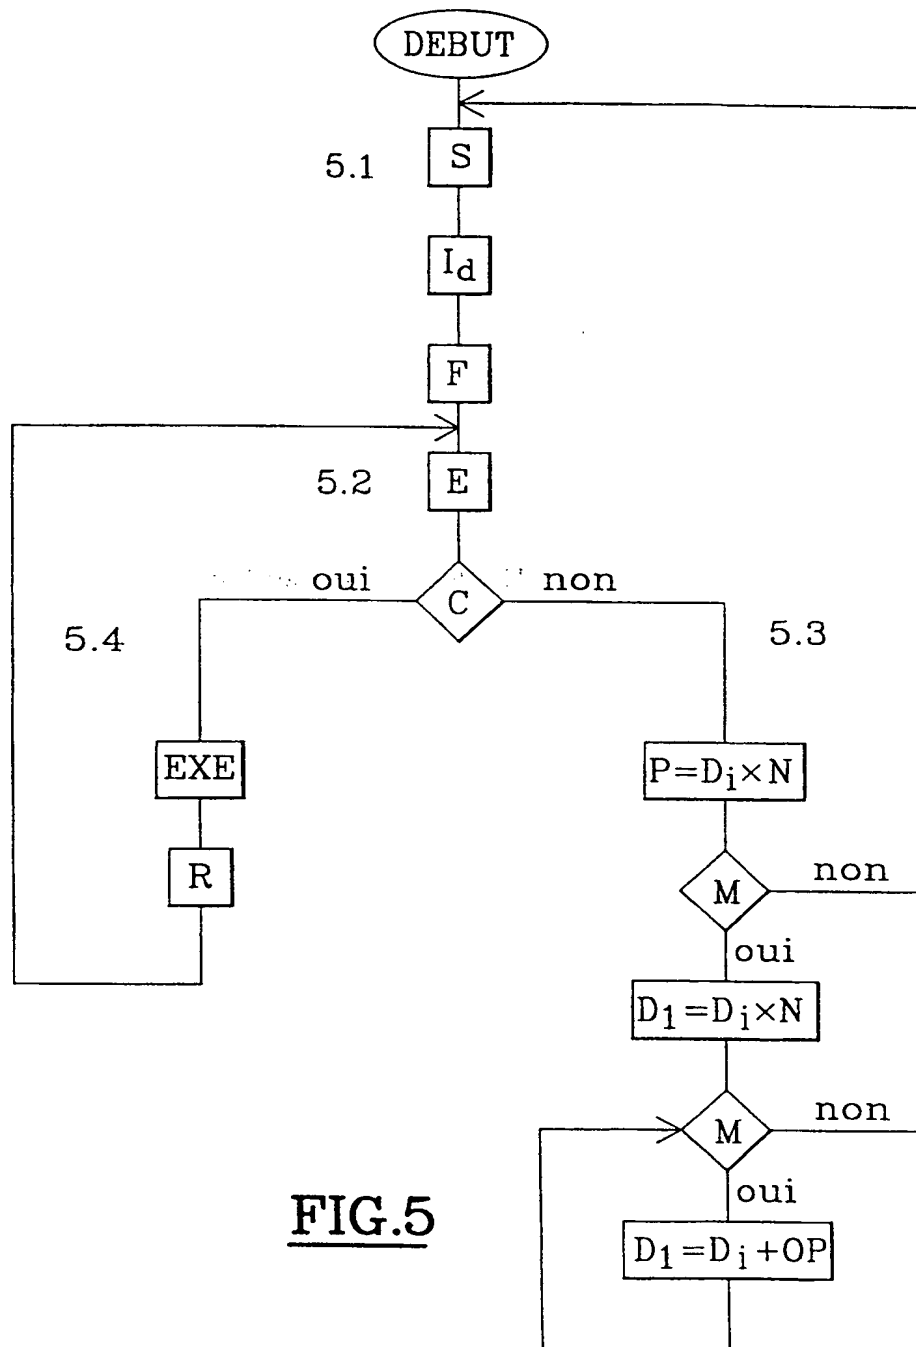 DEBUT
5.1
S
Id
F
5.2
E
oui
C
non
5.4
5.3
EXE
P=Di×N
R
M
non
oui
D1=Di×N
M
non
oui
FIG.5
D1=Di+OP